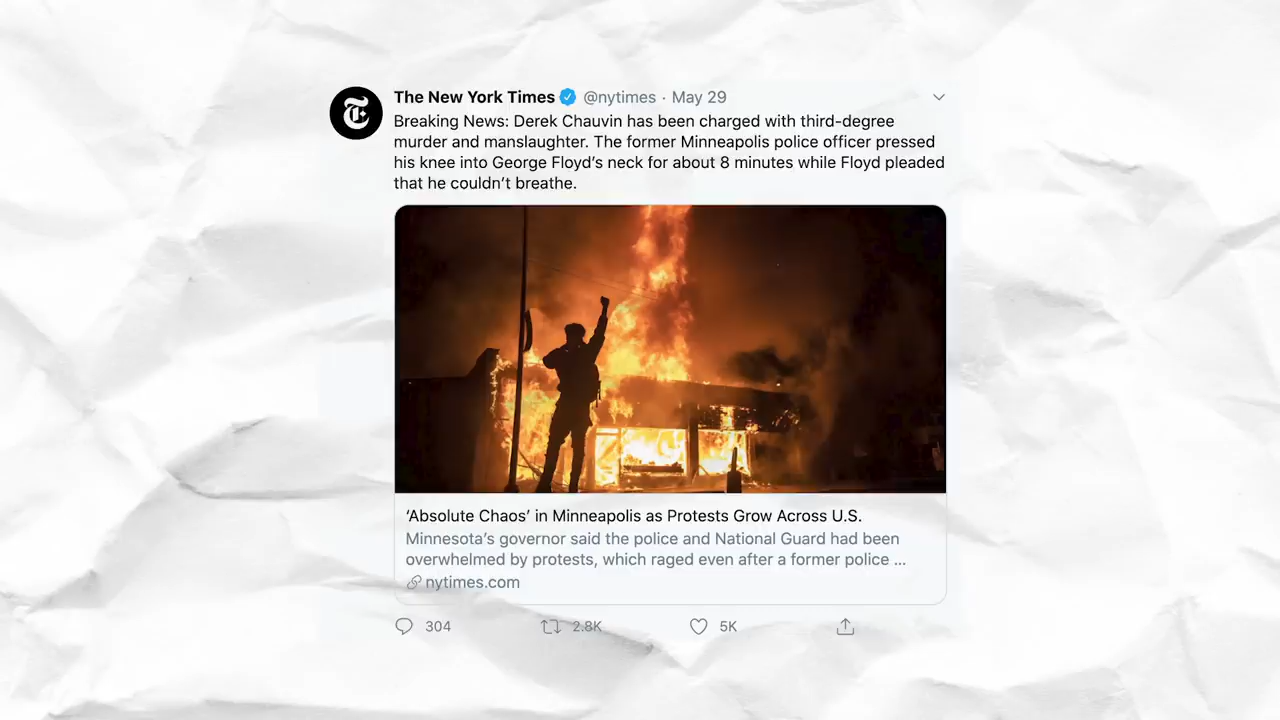 The New York Times @nytimes · May 29
Breaking News: Derek Chauvin has been charged with third-degree
murder and manslaughter. The former Minneapolis police officer pressed
his knee into George Floyd’s neck for about 8 minutes while Floyd pleaded
that he couldn’t breathe.
‘Absolute Chaos’ in Minneapolis as Protests Grow Across U.S.
Minnesota’s governor said the police and National Guard had been
overwhelmed by protests, which raged even after a former police ...
nytimes.com
304 2.8K 5K